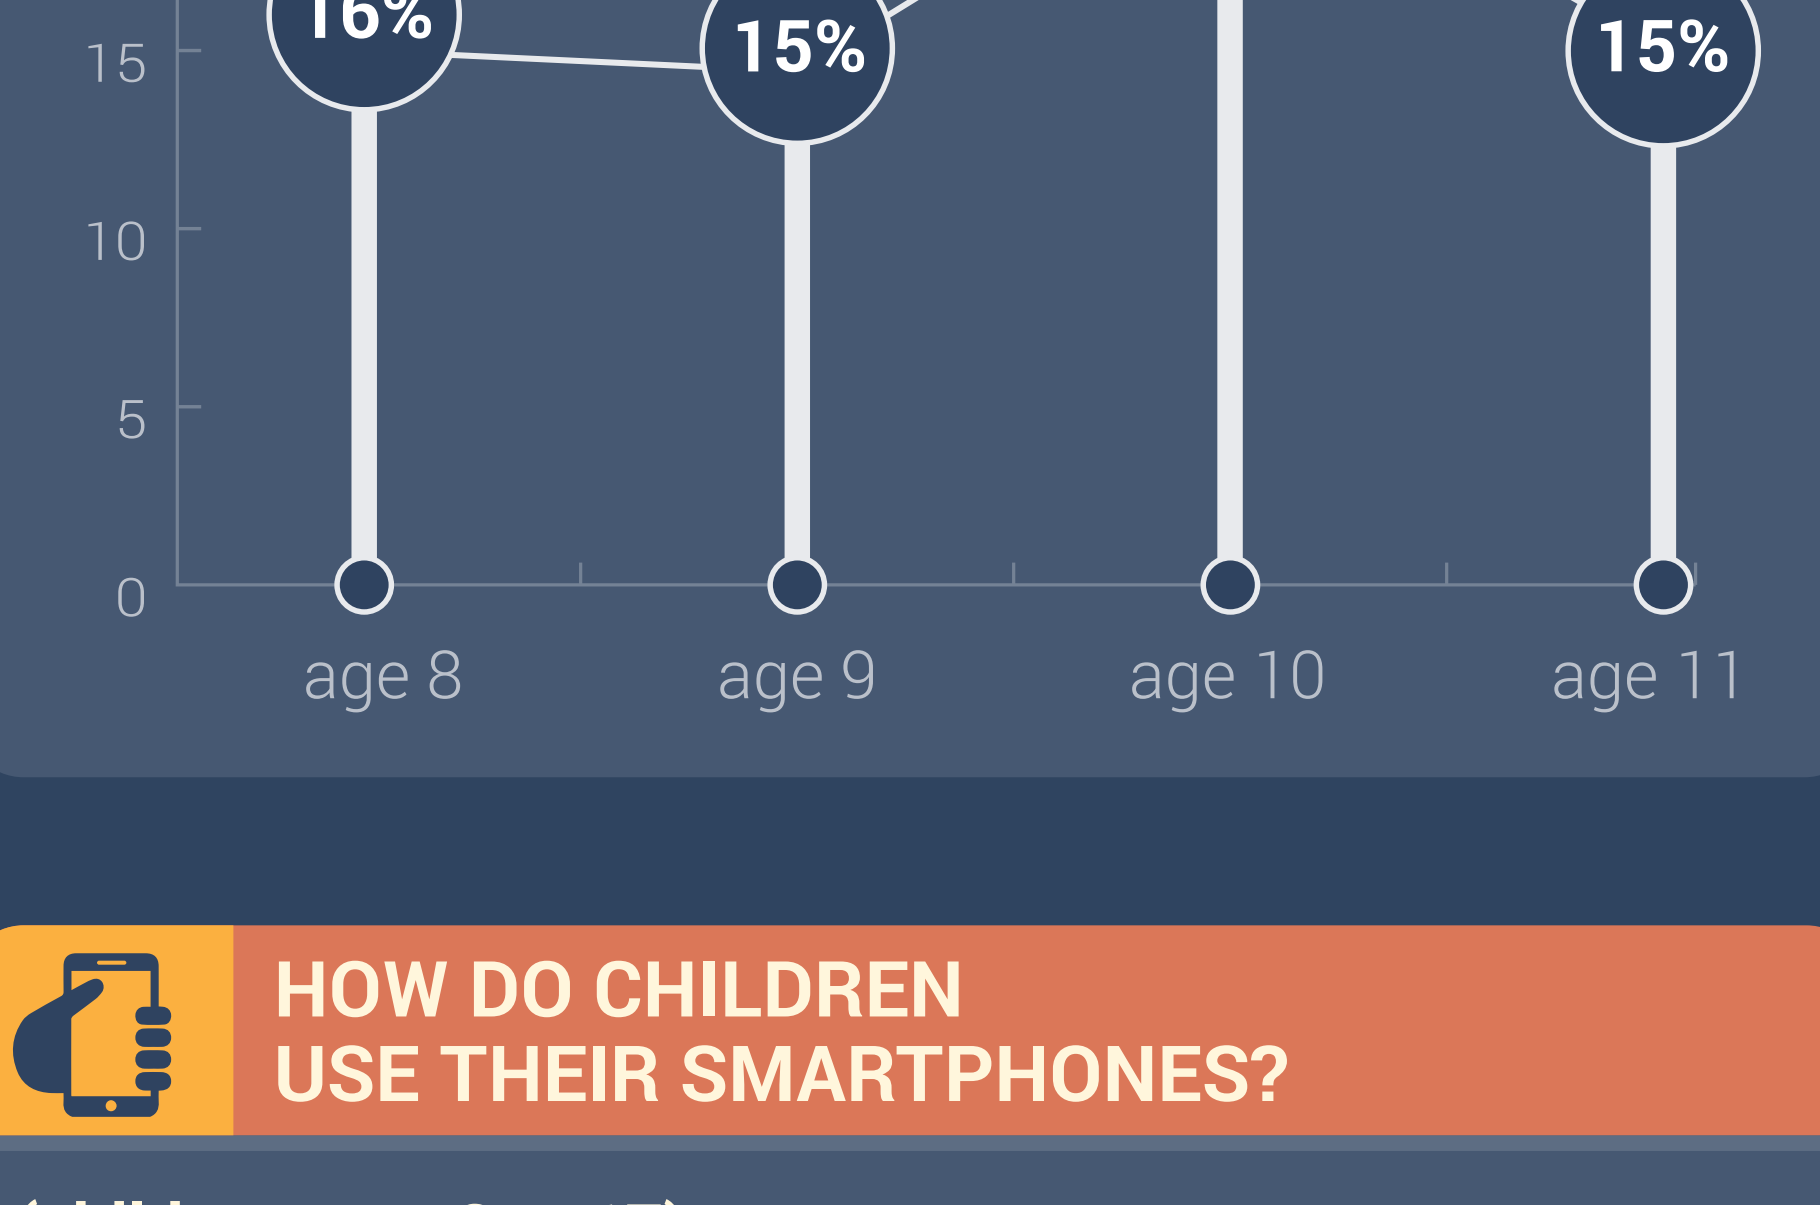 16%
15%
15%
15
10
5
0
age 8
age 9
age 10
age 11
HOW DO CHILDREN
USE THEIR SMARTPHONES?